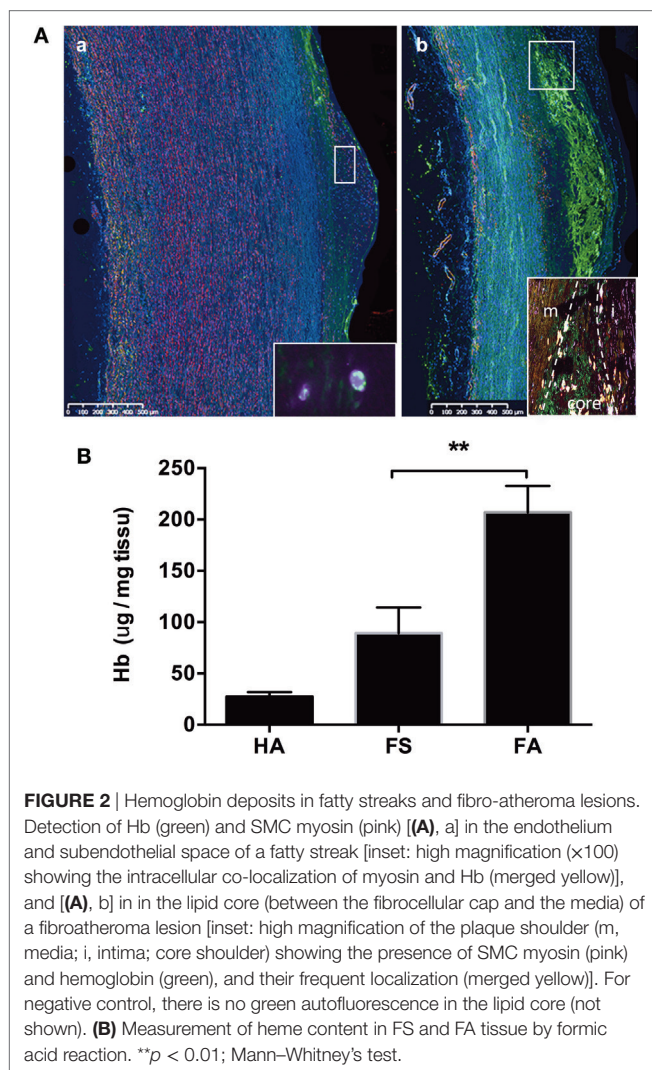 A
a
b
m
i
core
0 100 200 300 400 500 µm
0 100 200 300 400 500 µm
B
**
Hb (ug / mg tissu)
250
200
150
100
50
0
HA FS FA
FIGURE 2 | Hemoglobin deposits in fatty streaks and fibro-atheroma lesions.
Detection of Hb (green) and SMC myosin (pink) [(A), a] in the endothelium
and subendothelial space of a fatty streak [inset: high magnification (×100)
showing the intracellular co-localization of myosin and Hb (merged yellow)],
and [(A), b] in in the lipid core (between the fibrocellular cap and the media) of
a fibroatheroma lesion [inset: high magnification of the plaque shoulder (m,
media; i, intima; core shoulder) showing the presence of SMC myosin (pink)
and hemoglobin (green), and their frequent localization (merged yellow)]. For
negative control, there is no green autofluorescence in the lipid core (not
shown). (B) Measurement of heme content in FS and FA tissue by formic
acid reaction. **p < 0.01; Mann–Whitney's test.